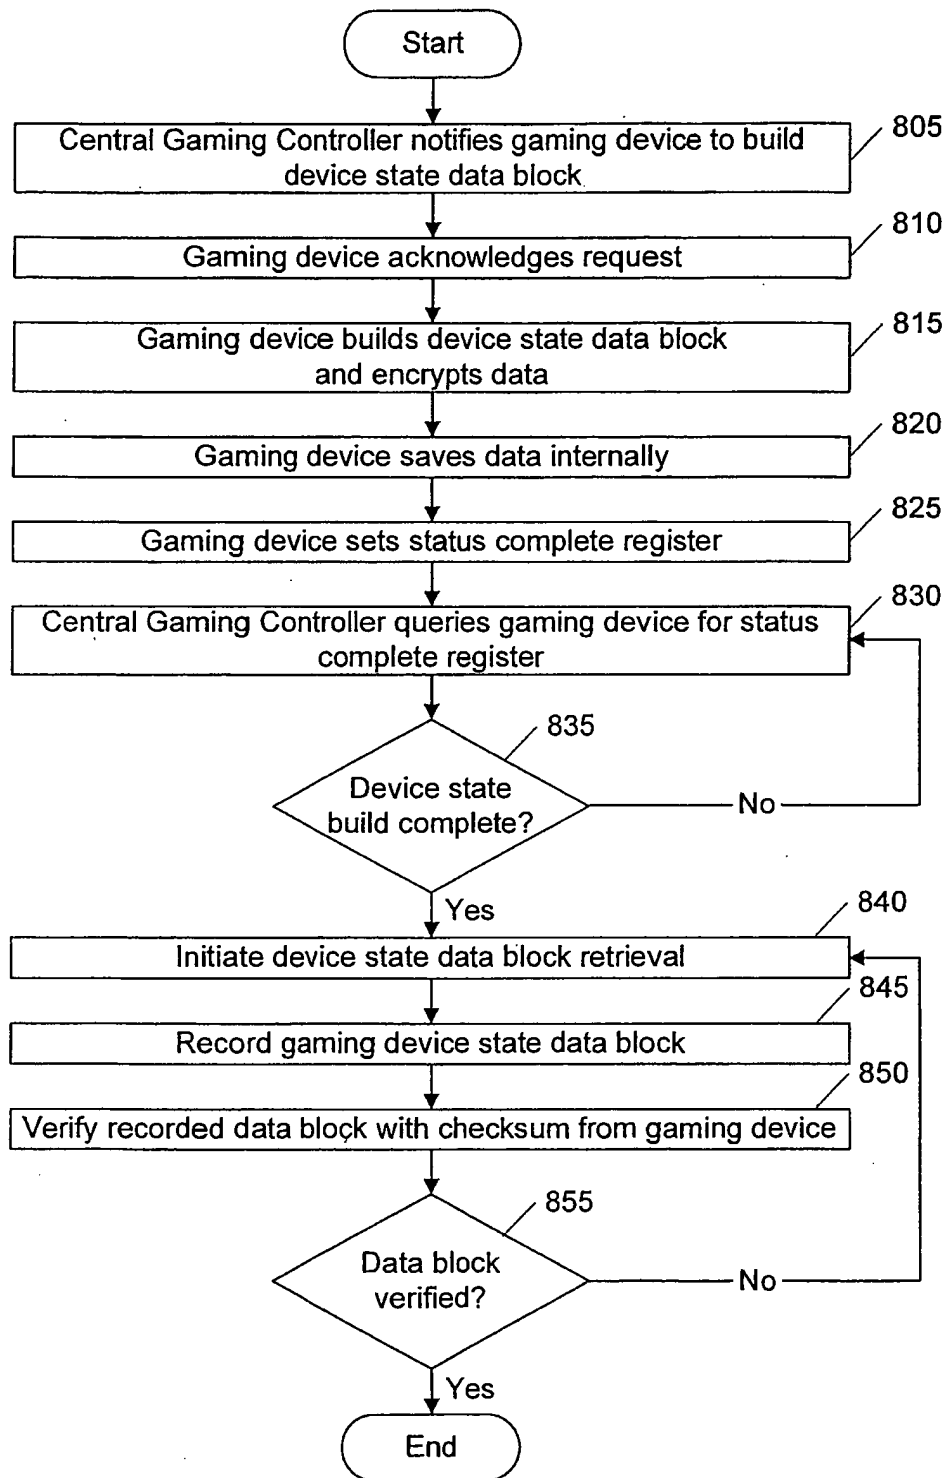 Start
Central Gaming Controller notifies gaming device to build
device state data block
805
Gaming device acknowledges request
810
Gaming device builds device state data block
and encrypts data
815
Gaming device saves data internally
820
Gaming device sets status complete register
825
Central Gaming Controller queries gaming device for status
complete register
830
Device state
build complete?
835
No
Yes
Initiate device state data block retrieval
840
Record gaming device state data block
845
Verify recorded data block with checksum from gaming device
850
Data block
verified?
855
No
Yes
End